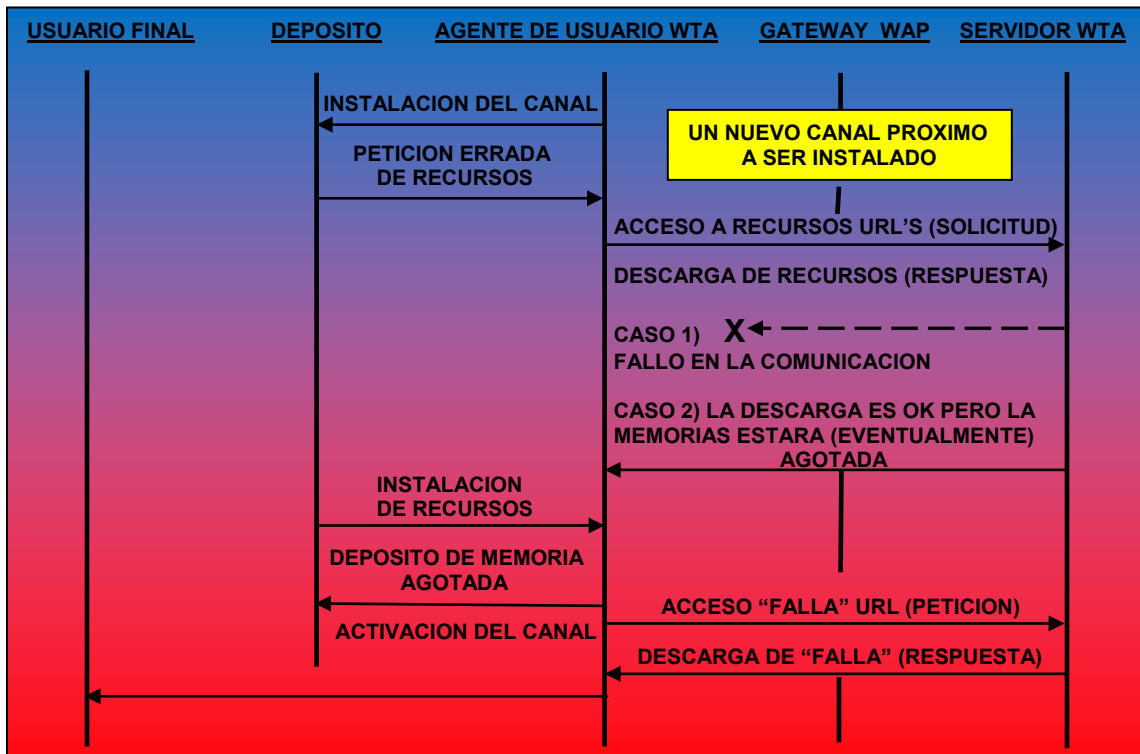 USUARIO FINAL
DEPOSITO
AGENTE DE USUARIO WTA
GATEWAY WAP
SERVIDOR WTA
INSTALACION DEL CANAL
UN NUEVO CANAL PROXIMO
A SER INSTALADO
PETICION ERRADA
DE RECURSOS
ACCESO A RECURSOS URL'S (SOLICITUD)
DESCARGA DE RECURSOS (RESPUESTA)
CASO 1) X
FALLO EN LA COMUNICACION
CASO 2) LA DESCARGA ES OK PERO LA
MEMORIAS ESTARA (EVENTUALMENTE)
AGOTADA
INSTALACION
DE RECURSOS
DEPOSITO DE MEMORIA
AGOTADA
ACCESO “FALLA” URL (PETICION)
ACTIVACION DEL CANAL
DESCARGA DE “FALLA” (RESPUESTA)